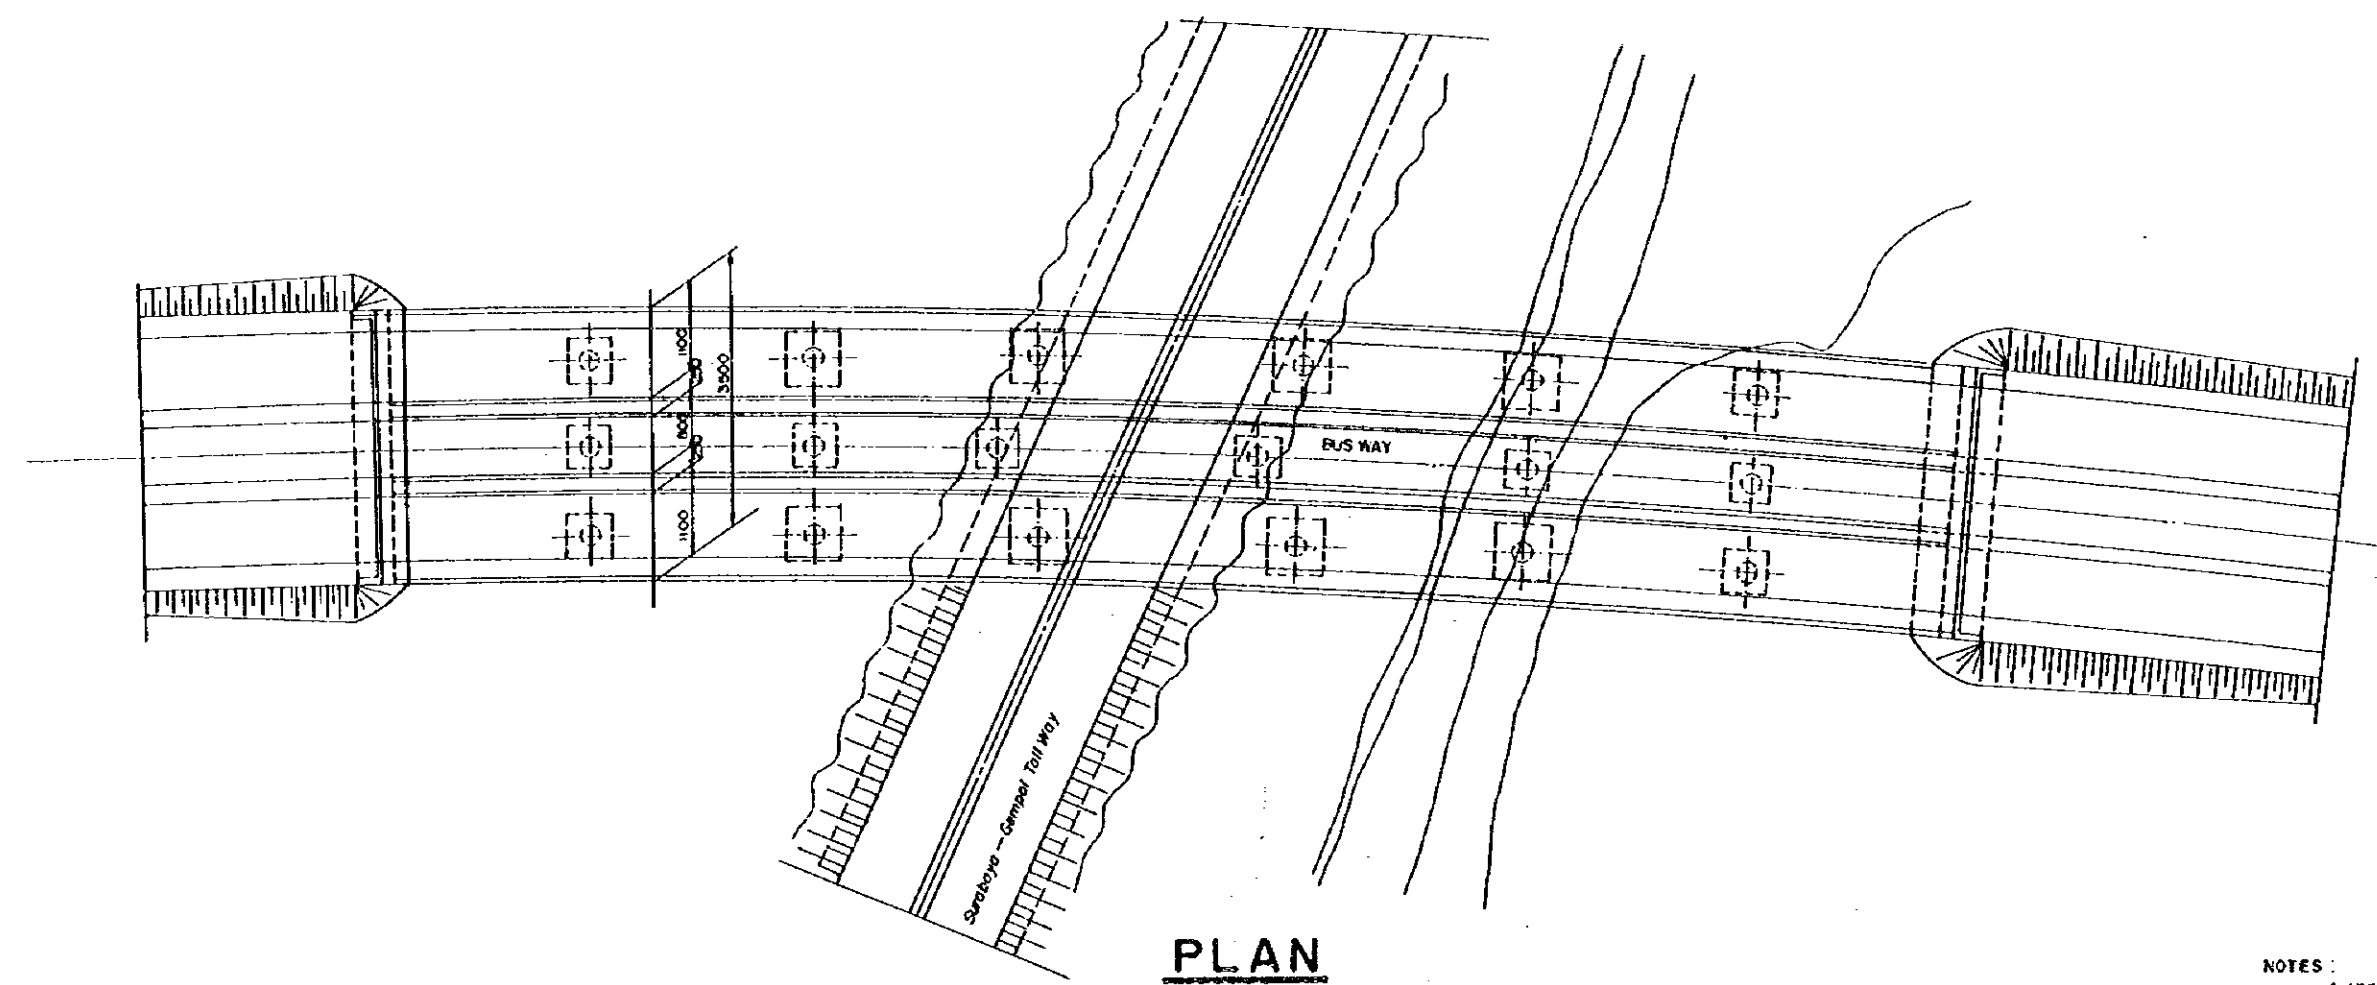 1100
3500
800
1100
BUS WAY
Surabaya — Gempol Toll Way
PLAN
NOTES :